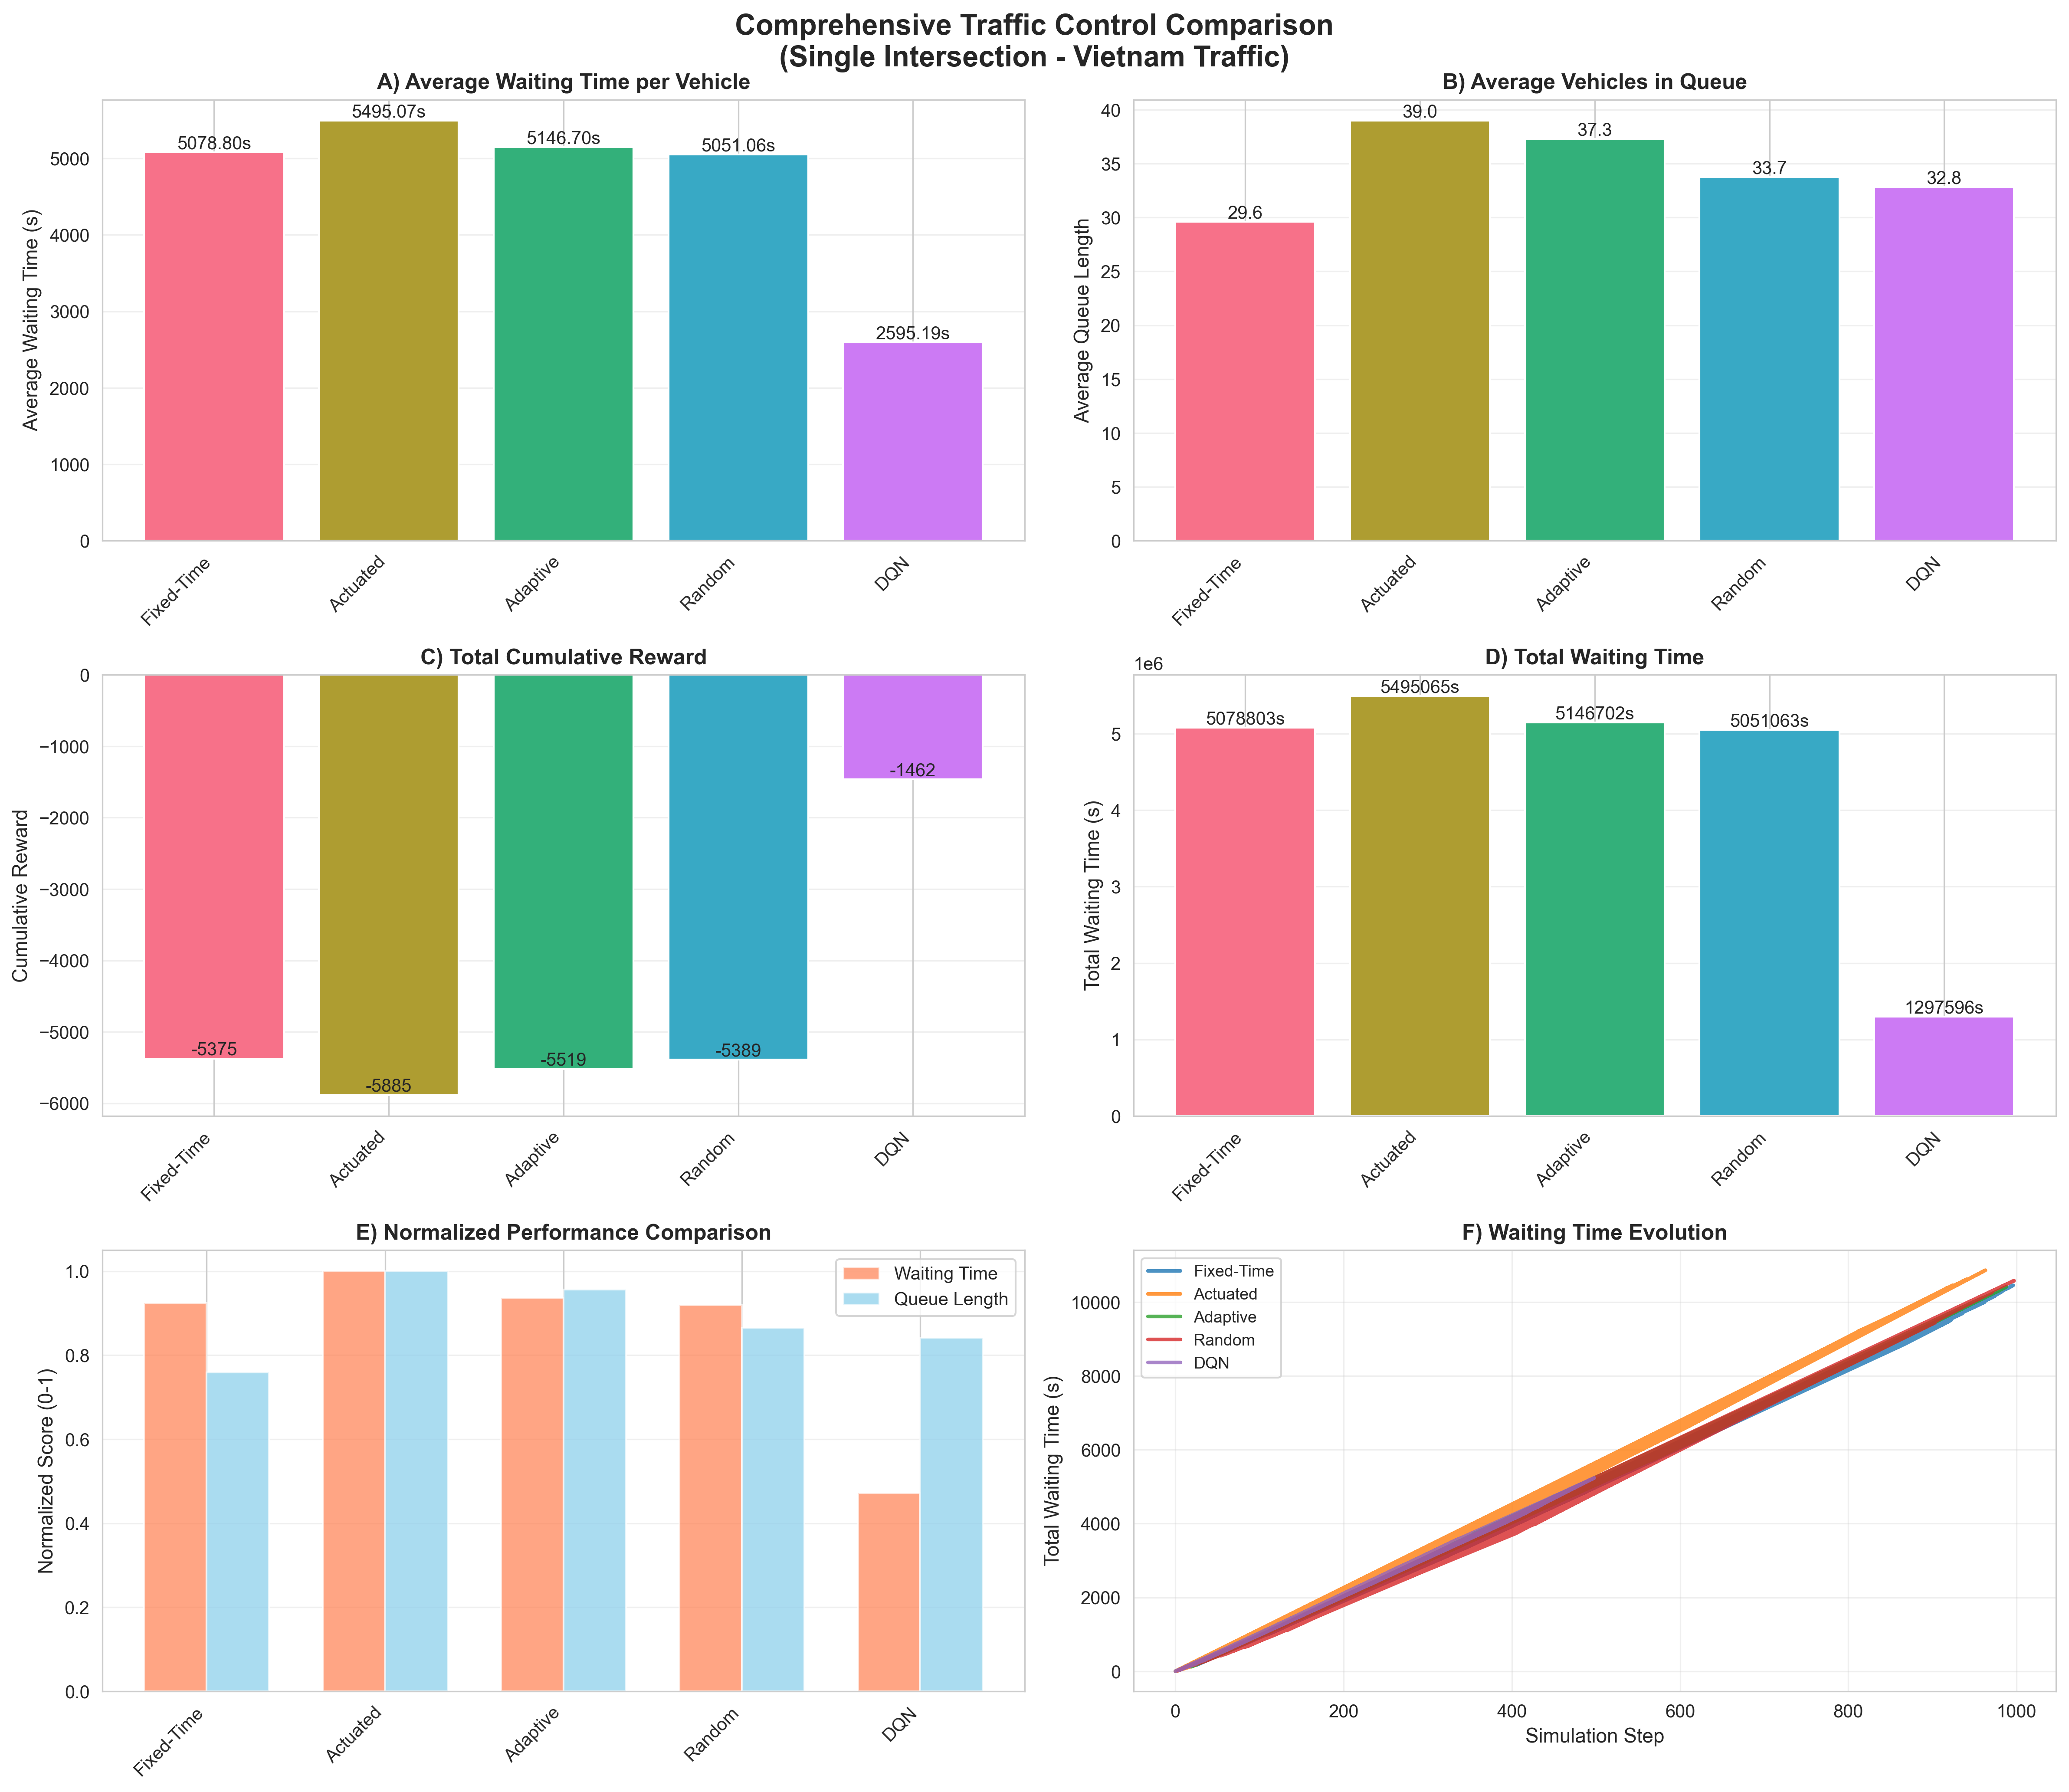 Comprehensive Traffic Control Comparison
(Single Intersection - Vietnam Traffic)
A) Average Waiting Time per Vehicle
Average Waiting Time (s)
5000
4000
3000
2000
1000
0
5078.80s
5495.07s
5146.70s
5051.06s
2595.19s
Fixed-Time
Actuated
Adaptive
Random
DQN
B) Average Vehicles in Queue
Average Queue Length
40
35
30
25
20
15
10
5
0
29.6
39.0
37.3
33.7
32.8
Fixed-Time
Actuated
Adaptive
Random
DQN
C) Total Cumulative Reward
Cumulative Reward
0
−1000
−2000
−3000
−4000
−5000
−6000
-5375
-5885
-5519
-5389
-1462
Fixed-Time
Actuated
Adaptive
Random
DQN
D) Total Waiting Time
1e6
Total Waiting Time (s)
5
4
3
2
1
0
5078803s
5495065s
5146702s
5051063s
1297596s
Fixed-Time
Actuated
Adaptive
Random
DQN
E) Normalized Performance Comparison
Normalized Score (0-1)
1.0
0.8
0.6
0.4
0.2
0.0
Waiting Time
Queue Length
Fixed-Time
Actuated
Adaptive
Random
DQN
F) Waiting Time Evolution
Total Waiting Time (s)
10000
8000
6000
4000
2000
0
Fixed-Time
Actuated
Adaptive
Random
DQN
0
200
400
600
800
1000
Simulation Step